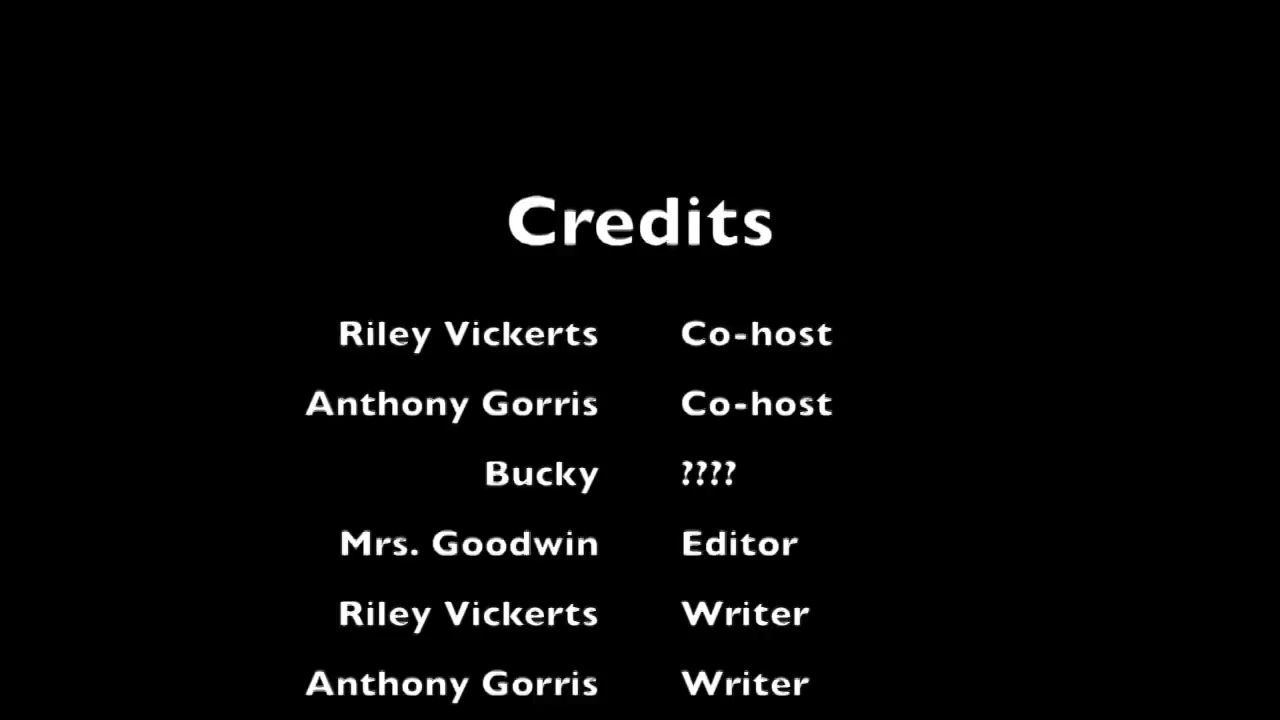 Credits
Riley Vickerts Co-host
Anthony Gorris Co-host
Bucky ????
Mrs. Goodwin Editor
Riley Vickerts Writer
Anthony Gorris Writer